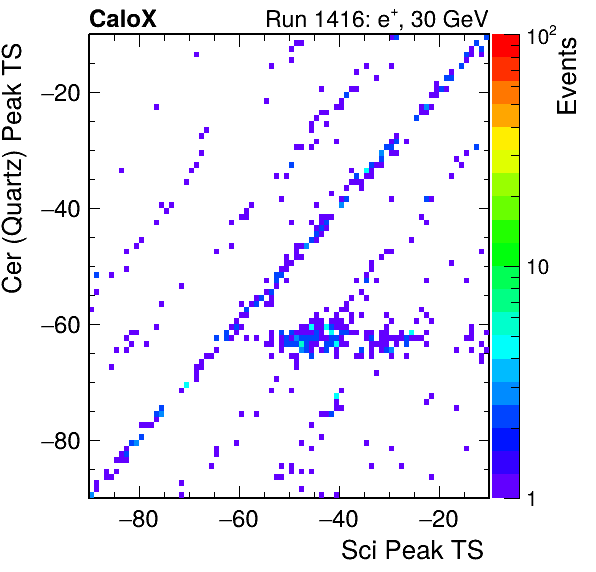 CaloX Run 1416: e⁺, 30 GeV
Cer (Quartz) Peak TS
−20
−40
−60
−80
−80 −60 −40 −20
Sci Peak TS
10²
10
1
Events